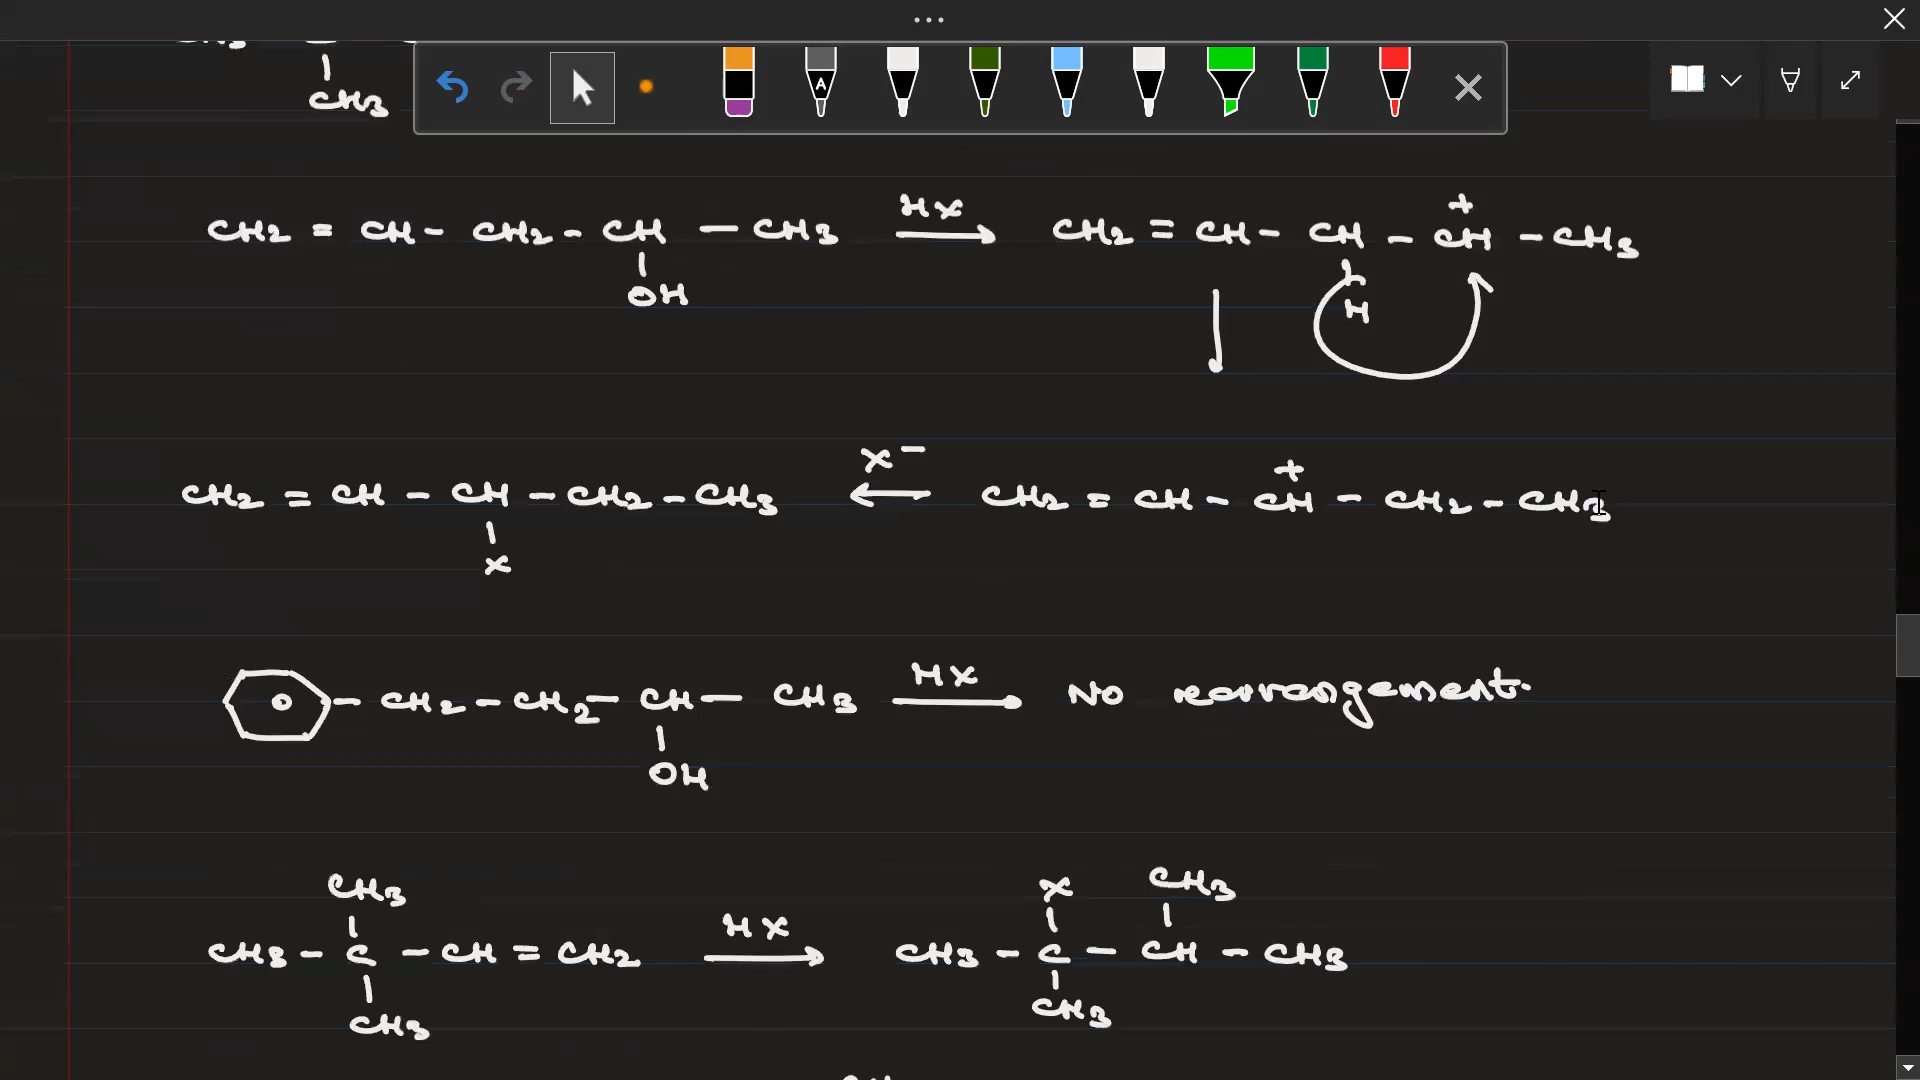 CH3
CH3
CH2 = CH - CH2 - CH - CH3 HX CH2 = CH - CH - CH - CH3
+
OH
H
X-
+
CH2 = CH - CH - CH2 - CH3 CH2 = CH - CH - CH2 - CH3
X
CH2 - CH2 - CH - CH3 HX NO rearrangement.
OH
CH3 X CH3
CH3 - C - CH = CH2 HX CH3 - C - CH - CH3
CH3 CH3